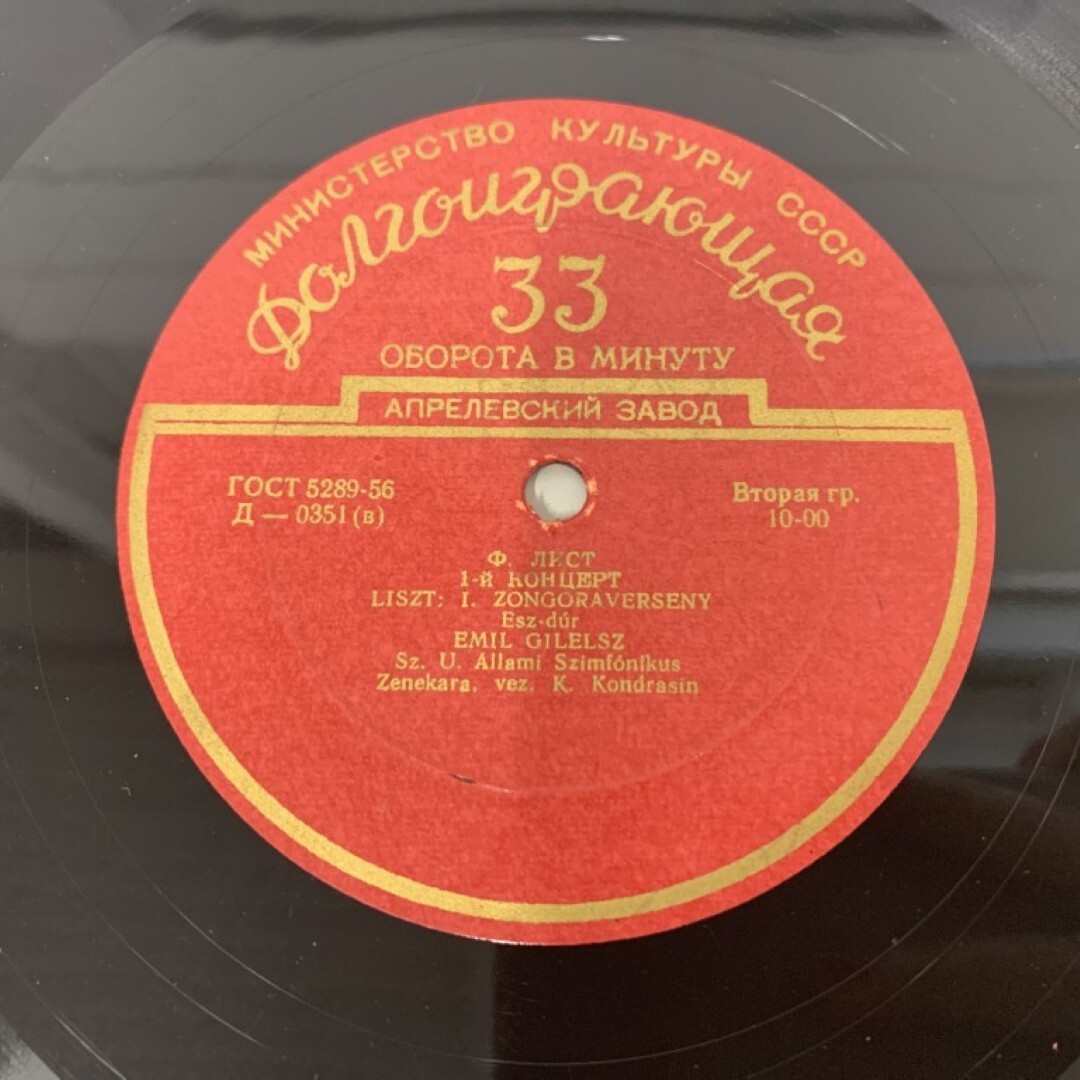 МИНИСТЕРСТВО КУЛЬТУРЫ СССР
Долгоиграющая
33
ОБОРОТА В МИНУТУ
АПРЕЛЕВСКИЙ ЗАВОД
ГОСТ 5289-56
Д — 0351 (в)
Вторая гр.
10-00
Ф. ЛИСТ
1-й КОНЦЕРТ
LISZT: I. ZONGORAVERSENY
Esz-dúr
EMIL GILELSZ
Sz. U. Allami Szimfónikus
Zenekara. vez. K. Kondrasin